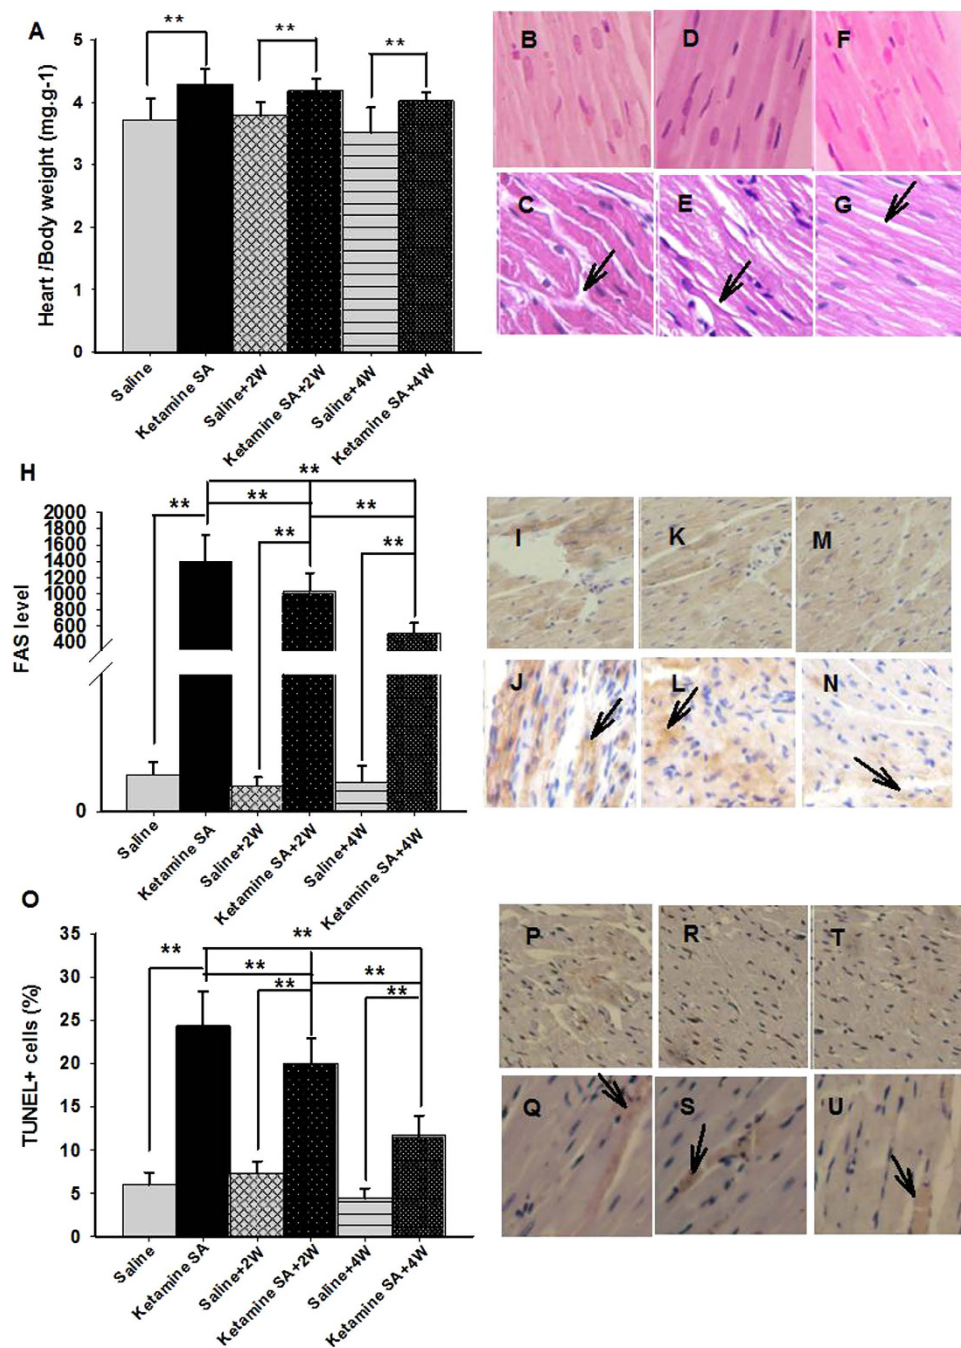 A
**
**
**
Heart /Body weight (mg.g-1)
5
4
3
2
1
0
Saline
Ketamine SA
Saline+2W
Ketamine SA+2W
Saline+4W
Ketamine SA+4W
B
D
F
C
E
G
H
**
**
**
**
**
**
FAS level
2000
1800
1600
1400
1200
1000
800
600
400
0
Saline
Ketamine SA
Saline+2W
Ketamine SA+2W
Saline+4W
Ketamine SA+4W
I
K
M
J
L
N
O
**
**
**
**
**
**
TUNEL+ cells (%)
35
30
25
20
15
10
5
0
Saline
Ketamine SA
Saline+2W
Ketamine SA+2W
Saline+4W
Ketamine SA+4W
P
R
T
Q
S
U